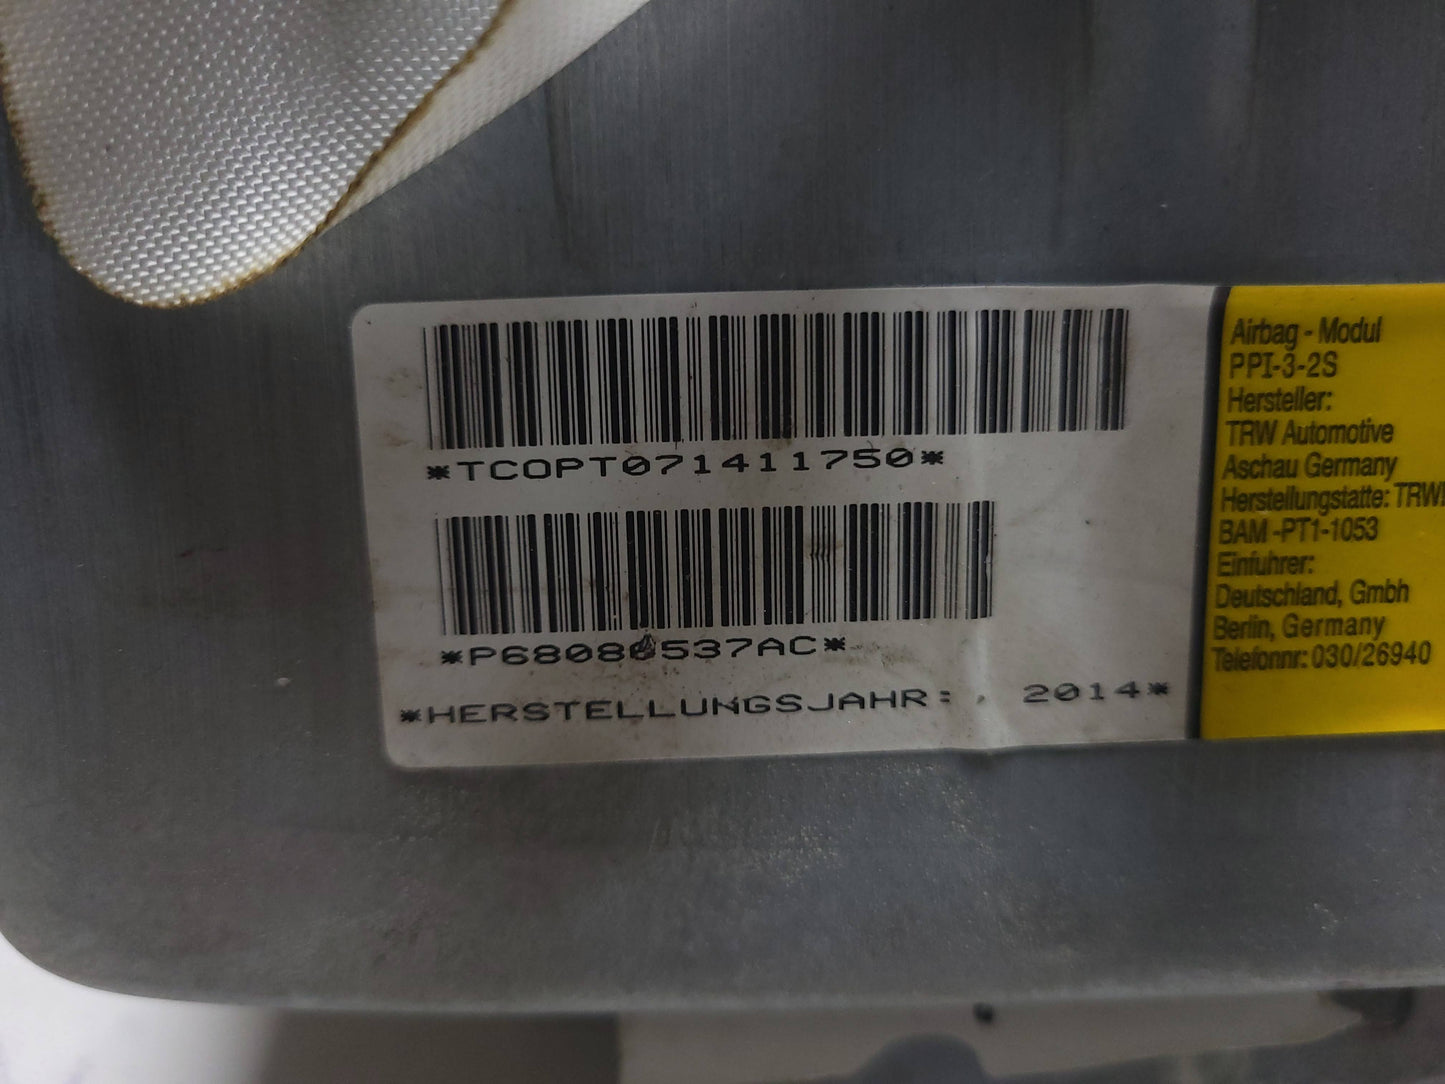 *TCOPT071411750*
*P68080537AC*
*HERSTELLUNGSJAHR: , 2014*
Airbag - Modul
PPI-3-2S
Hersteller:
TRW Automotive
Aschau Germany
Herstellungstatte: TRW
BAM -PT1-1053
Einfuhrer:
Deutschland, Gmbh
Berlin, Germany
Telefonnr: 030/26940